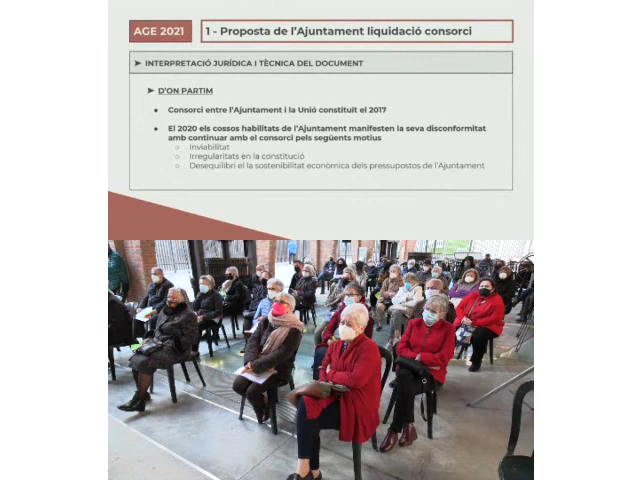 AGE 2021
1 - Proposta de l'Ajuntament liquidació consorci
➤ INTERPRETACIÓ JURÍDICA I TÈCNICA DEL DOCUMENT
➤ D'ON PARTIM
● Consorci entre l'Ajuntament i la Unió constituït el 2017
● El 2020 els cossos habilitats de l'Ajuntament manifesten la seva disconformitat
amb continuar amb el consorci pels següents motius
○ Inviabilitat
○ Irregularitats en la constitució
○ Desequilibri el la sostenibilitat econòmica dels pressupostos de l'Ajuntament